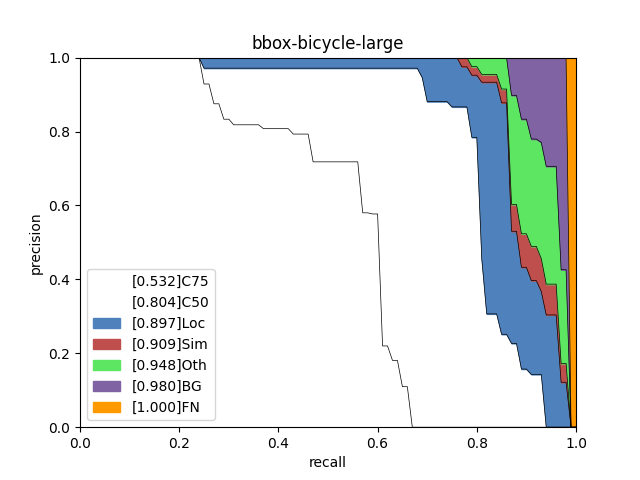 bbox-bicycle-large
precision
1.0
0.8
0.6
0.4
0.2
0.0
[0.532]C75
[0.804]C50
[0.897]Loc
[0.909]Sim
[0.948]Oth
[0.980]BG
[1.000]FN
0.0 0.2 0.4 0.6 0.8 1.0
recall